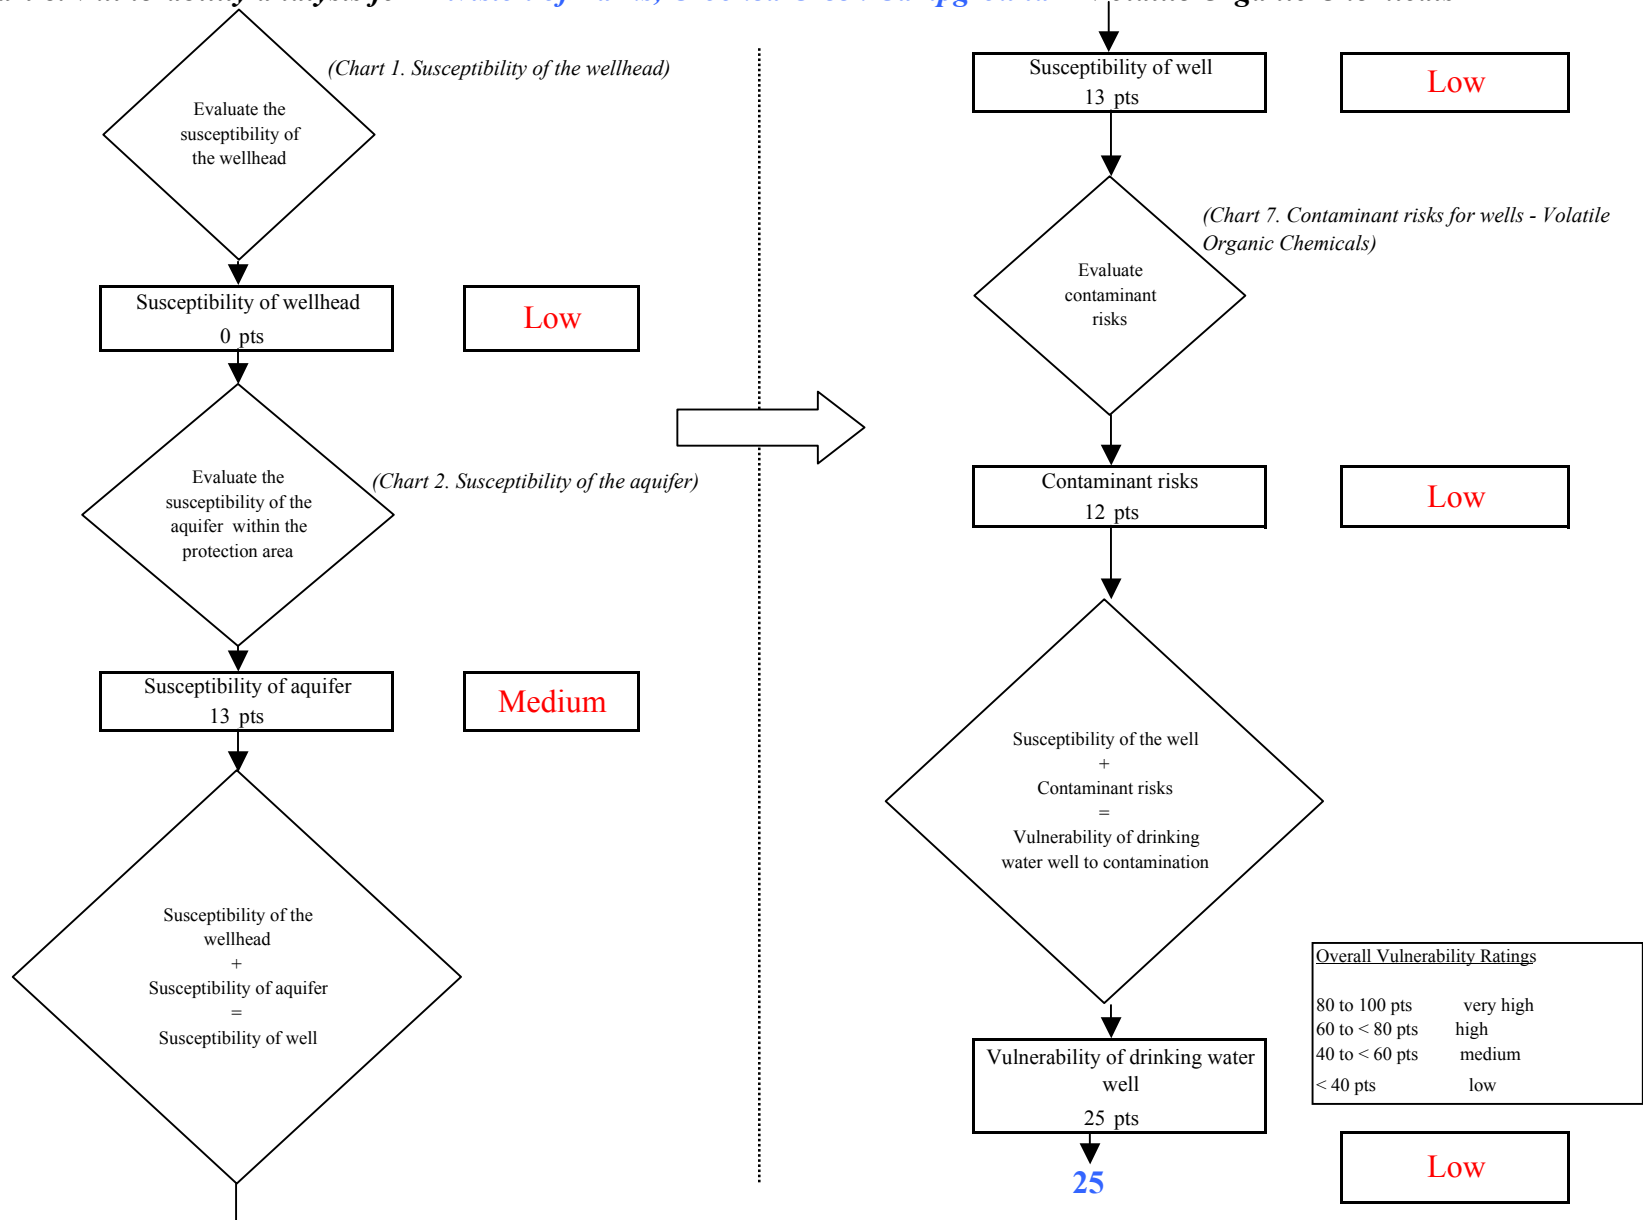 (Chart 1. Susceptibility of the wellhead)
Evaluate the
susceptibility of
the wellhead
Susceptibility of wellhead
0 pts
Low
Evaluate the
susceptibility of the
aquifer within the
protection area
(Chart 2. Susceptibility of the aquifer)
Susceptibility of aquifer
13 pts
Medium
Susceptibility of the
wellhead
+
Susceptibility of aquifer
=
Susceptibility of well
Susceptibility of well
13 pts
Low
(Chart 7. Contaminant risks for wells - Volatile
Organic Chemicals)
Evaluate
contaminant
risks
Contaminant risks
12 pts
Low
Susceptibility of the well
+
Contaminant risks
=
Vulnerability of drinking
water well to contamination
Overall Vulnerability Ratings
80 to 100 pts very high
60 to < 80 pts high
40 to < 60 pts medium
< 40 pts low
Vulnerability of drinking water
well
25 pts
25
Low